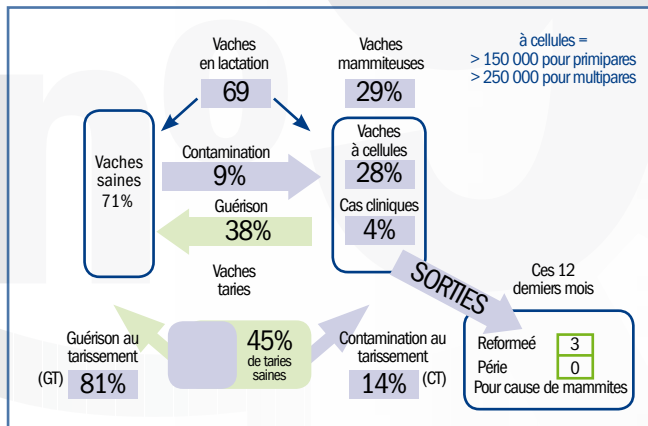 Vaches
en lactation
69
Vaches
mammiteuses
29%
à cellules =
> 150 000 pour primipares
> 250 000 pour multipares
Vaches
saines
71%
Contamination
9%
Guérison
38%
Vaches
à cellules
28%
Cas cliniques
4%
Vaches
taries
SORTIES
Ces 12
derniers mois
Guérison au
tarissement
(GT) 81%
45%
de taries
saines
Contamination au
tarissement
14% (CT)
Reformeé 3
Périe 0
Pour cause de mammites